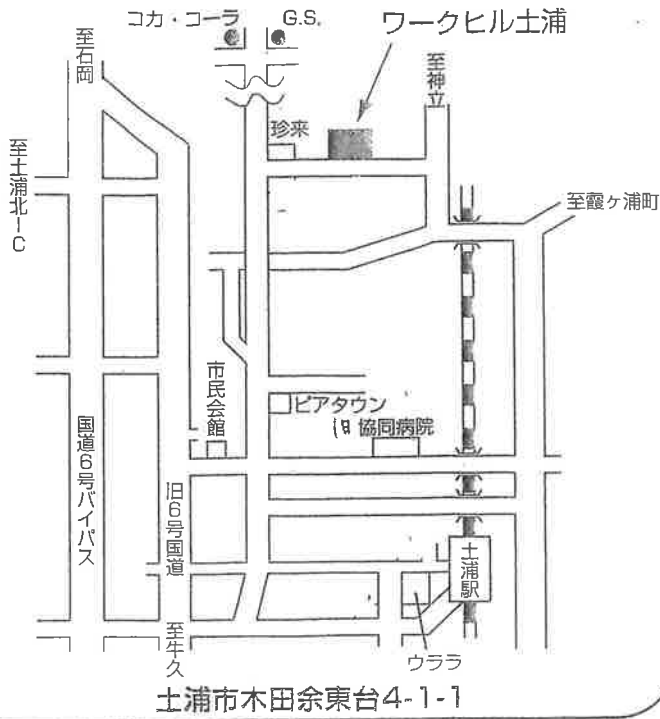 コカ・コーラ
G.S.
ワークヒル土浦
至石岡
至神立
珍来
至土浦北IC
至霞ヶ浦町
市民会館
ピアタウン
旧協同病院
国道6号バイパス
旧6号国道
土浦駅
至牛久
ウララ
土浦市木田余東台4-1-1